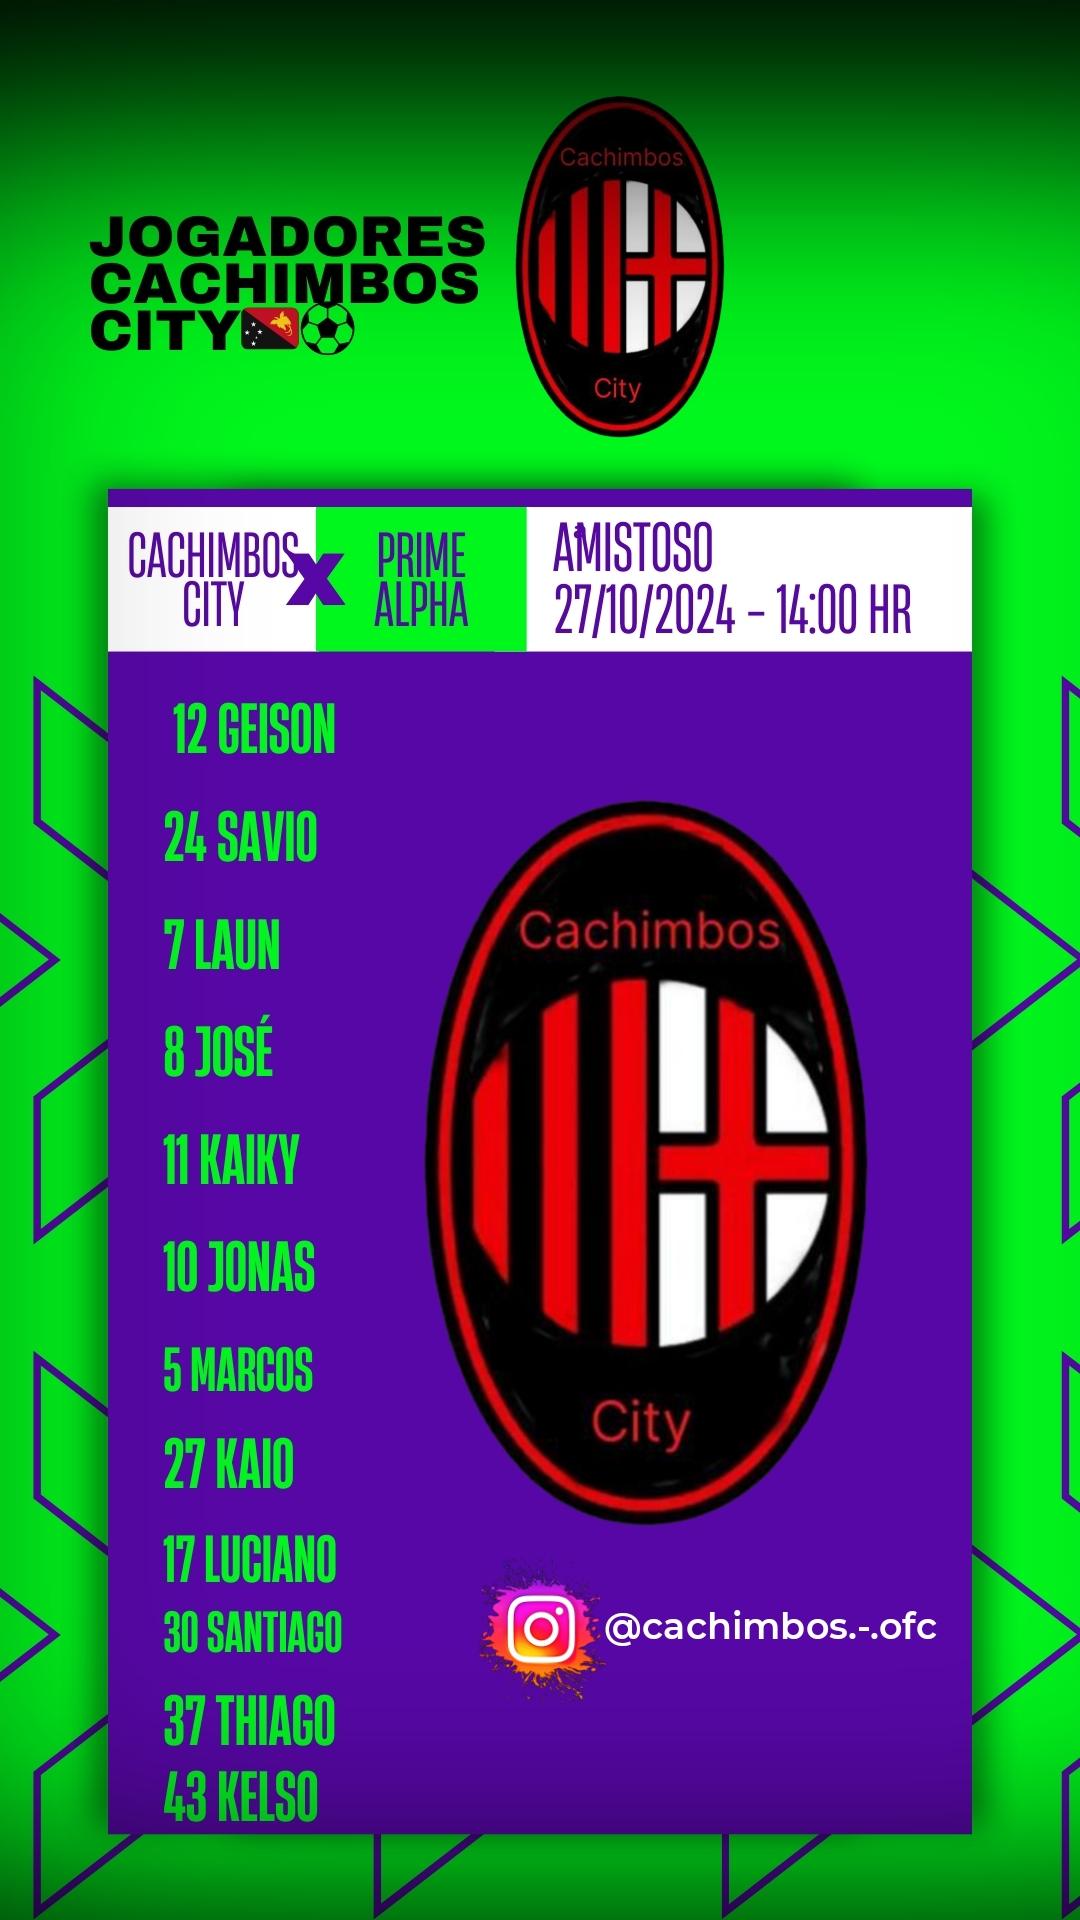 Cachimbos
City
JOGADORES
CACHIMBOS
CITY🇵🇬⚽
CACHIMBOS
CITY
X
PRIME
ALPHA
AMISTOSO
27/10/2024 - 14:00 HR
12 GEISON
24 SAVIO
7 LAUN
8 JOSÉ
11 KAIKY
10 JONAS
5 MARCOS
27 KAIO
17 LUCIANO
30 SANTIAGO
37 THIAGO
43 KELSO
Cachimbos
City
@cachimbos.-.ofc